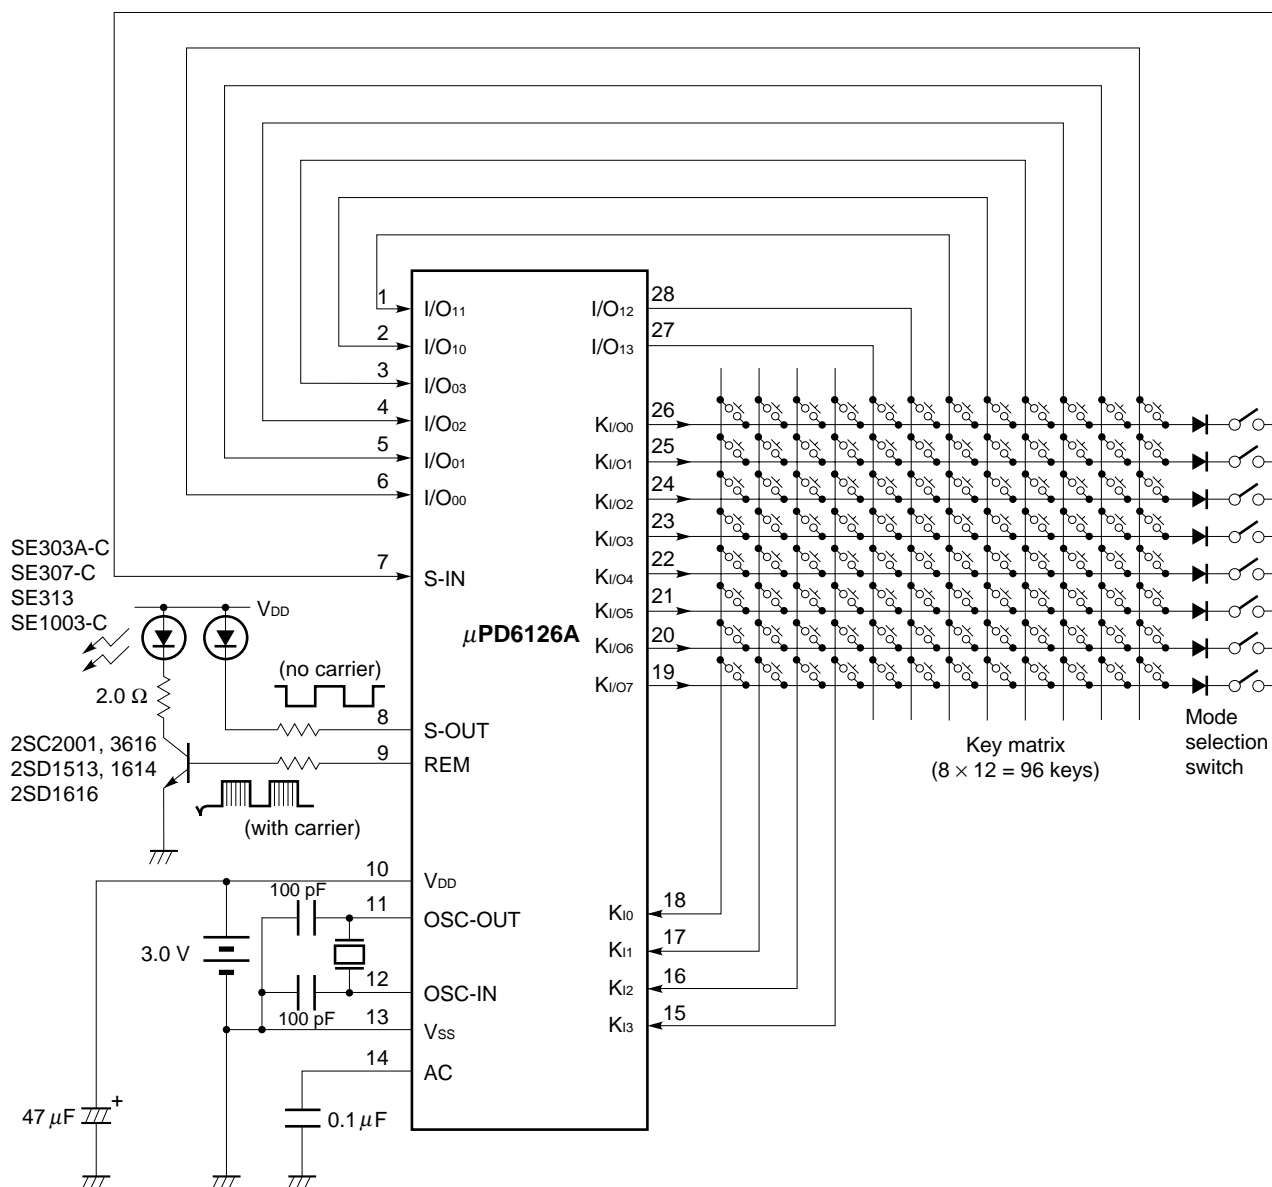 1
I/O11
2
I/O10
3
I/O03
4
I/O02
5
I/O01
6
I/O00
7
S-IN
28
I/O12
27
I/O13
26
KI/O0
25
KI/O1
24
KI/O2
23
KI/O3
22
KI/O4
21
KI/O5
20
KI/O6
19
KI/O7
μPD6126A
SE303A-C
SE307-C
SE313
SE1003-C
VDD
2.0 Ω
(no carrier)
8
S-OUT
9
REM
2SC2001, 3616
2SD1513, 1614
2SD1616
(with carrier)
Key matrix
(8 × 12 = 96 keys)
Mode
selection
switch
10
VDD
100 pF
11
OSC-OUT
3.0 V
12
OSC-IN
100 pF
13
VSS
14
AC
47 μF
+
0.1 μF
18
KI0
17
KI1
16
KI2
15
KI3